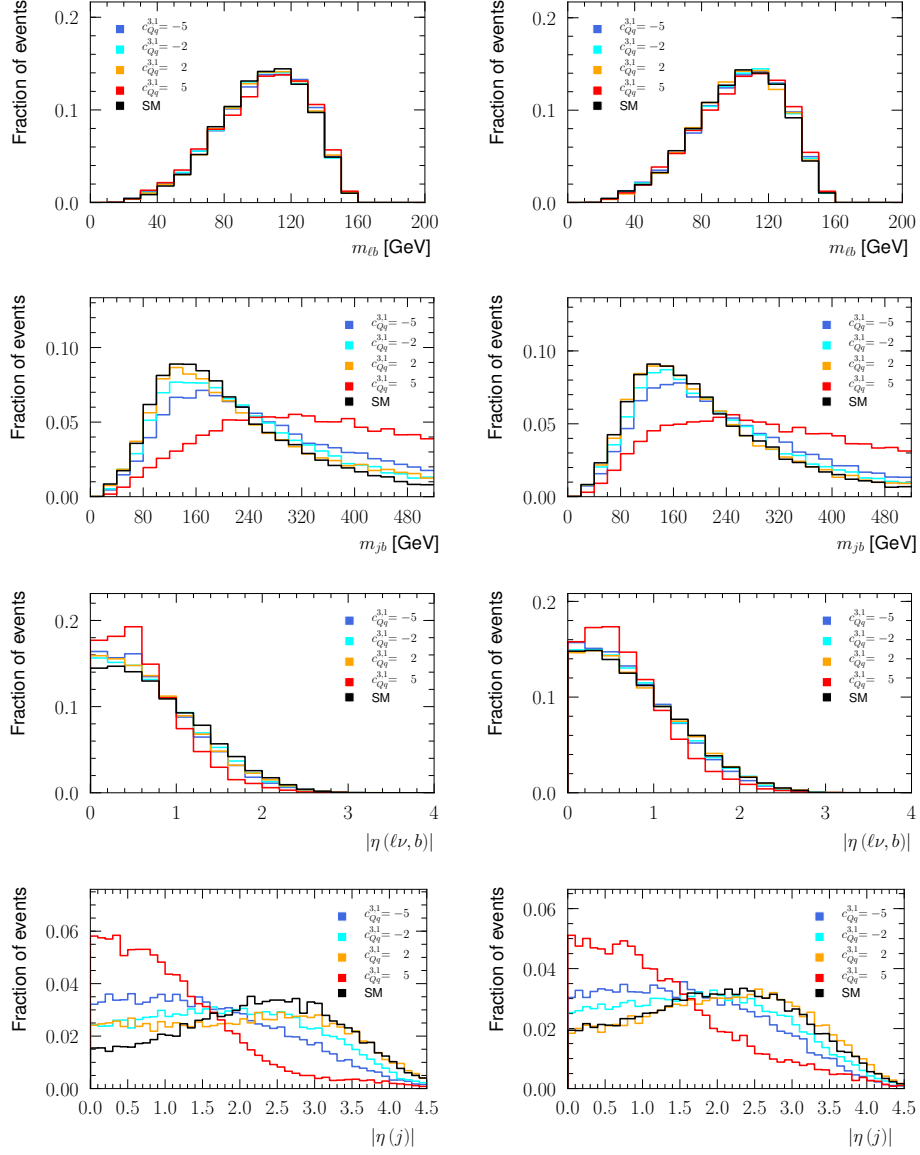 Fraction of events
0.2
0.1
0.0
c_{Qq}^{3.1} = −5
c_{Qq}^{3.1} = −2
c_{Qq}^{3.1} = 2
c_{Qq}^{3.1} = 5
SM
0 40 80 120 160 200
m_{ℓb} [GeV]
Fraction of events
0.2
0.1
0.0
c_{Qq}^{3.1} = −5
c_{Qq}^{3.1} = −2
c_{Qq}^{3.1} = 2
c_{Qq}^{3.1} = 5
SM
0 40 80 120 160 200
m_{ℓb} [GeV]
Fraction of events
0.10
0.05
0.00
c_{Qq}^{3.1} = −5
c_{Qq}^{3.1} = −2
c_{Qq}^{3.1} = 2
c_{Qq}^{3.1} = 5
SM
0 80 160 240 320 400 480
m_{jb} [GeV]
Fraction of events
0.10
0.05
0.00
c_{Qq}^{3.1} = −5
c_{Qq}^{3.1} = −2
c_{Qq}^{3.1} = 2
c_{Qq}^{3.1} = 5
SM
0 80 160 240 320 400 480
m_{jb} [GeV]
Fraction of events
0.2
0.1
0.0
c_{Qq}^{3.1} = −5
c_{Qq}^{3.1} = −2
c_{Qq}^{3.1} = 2
c_{Qq}^{3.1} = 5
SM
0 1 2 3 4
|η (ℓν, b)|
Fraction of events
0.2
0.1
0.0
c_{Qq}^{3.1} = −5
c_{Qq}^{3.1} = −2
c_{Qq}^{3.1} = 2
c_{Qq}^{3.1} = 5
SM
0 1 2 3 4
|η (ℓν, b)|
Fraction of events
0.06
0.04
0.02
0.00
c_{Qq}^{3.1} = −5
c_{Qq}^{3.1} = −2
c_{Qq}^{3.1} = 2
c_{Qq}^{3.1} = 5
SM
0.0 0.5 1.0 1.5 2.0 2.5 3.0 3.5 4.0 4.5
|η (j)|
Fraction of events
0.06
0.04
0.02
0.00
c_{Qq}^{3.1} = −5
c_{Qq}^{3.1} = −2
c_{Qq}^{3.1} = 2
c_{Qq}^{3.1} = 5
SM
0.0 0.5 1.0 1.5 2.0 2.5 3.0 3.5 4.0 4.5
|η (j)|